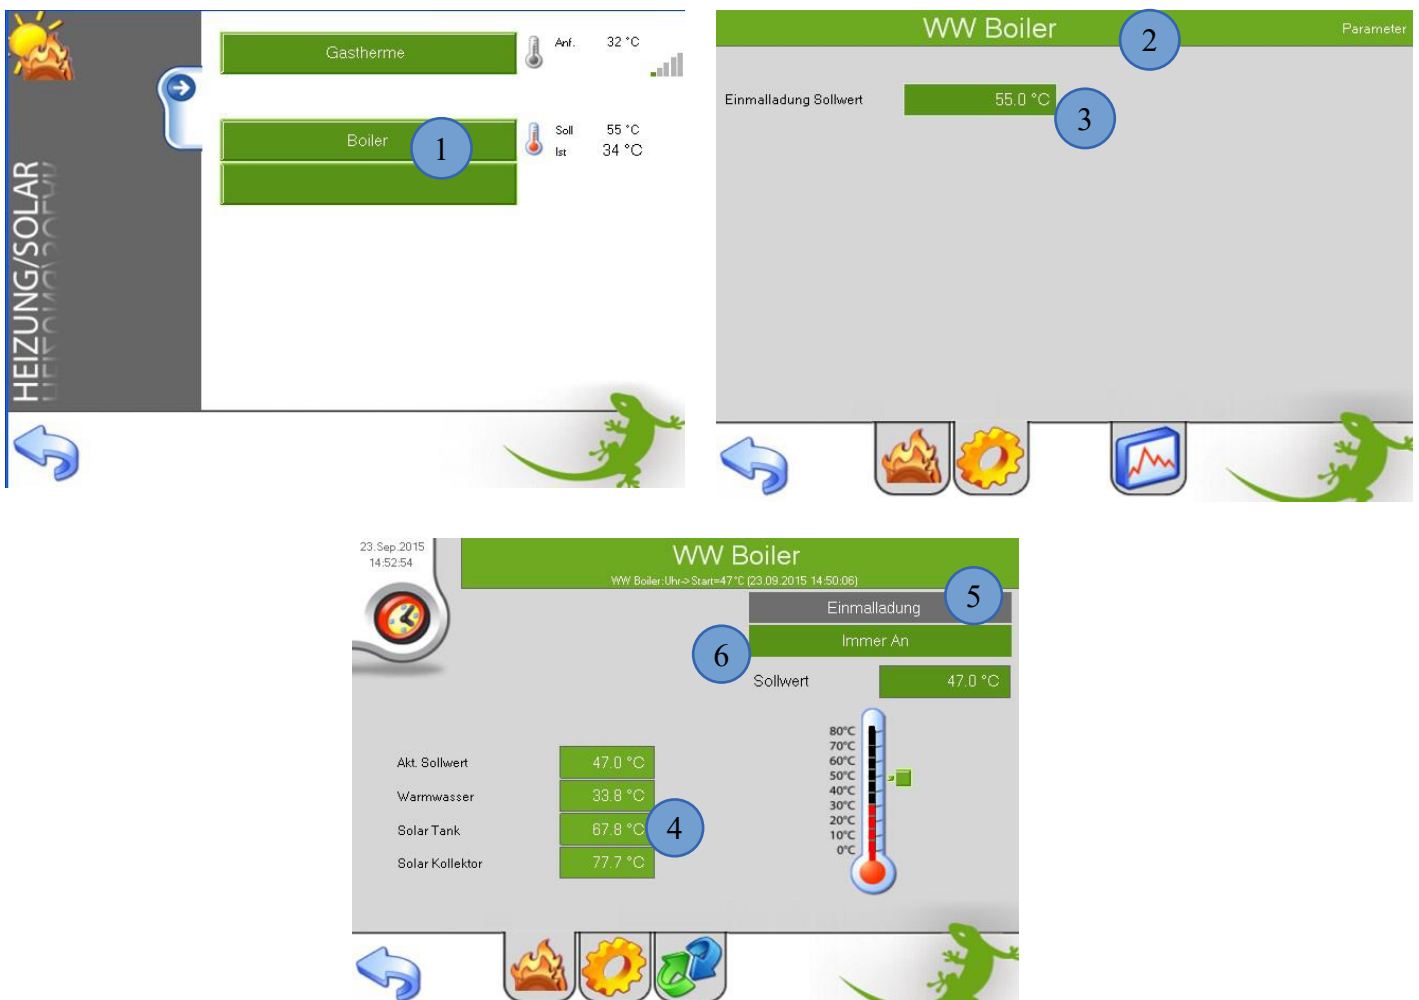 HEIZUNG/SOLAR
Gastherme
Anf. 32 °C
Boiler
1
Soll 55 °C
Ist 34 °C
WW Boiler
2
Parameter
Einmalladung Sollwert 55.0 °C
3
23.Sep.2015
14:52:54
WW Boiler
WW Boiler:Uhr->Start=47°C (23.09.2015 14:50:06)
Einmalladung
5
Immer An
6
Sollwert 47.0 °C
80°C
70°C
60°C
50°C
40°C
30°C
20°C
10°C
0°C
Akt. Sollwert 47.0 °C
Warmwasser 33.8 °C
Solar Tank 67.8 °C
4
Solar Kollektor 77.7 °C